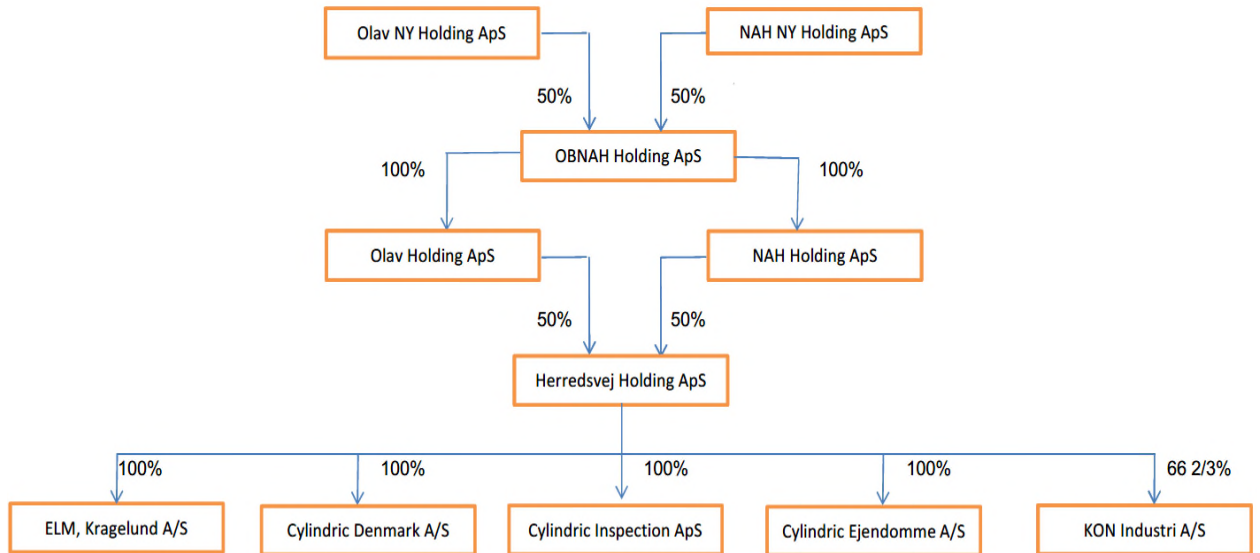 Olav NY Holding ApS
NAH NY Holding ApS
50%
50%
OBNAH Holding ApS
100%
100%
Olav Holding ApS
NAH Holding ApS
50%
50%
Herredsvej Holding ApS
100%
100%
100%
100%
66 2/3%
ELM, Kragelund A/S
Cylindric Denmark A/S
Cylindric Inspection ApS
Cylindric Ejendomme A/S
KON Industri A/S